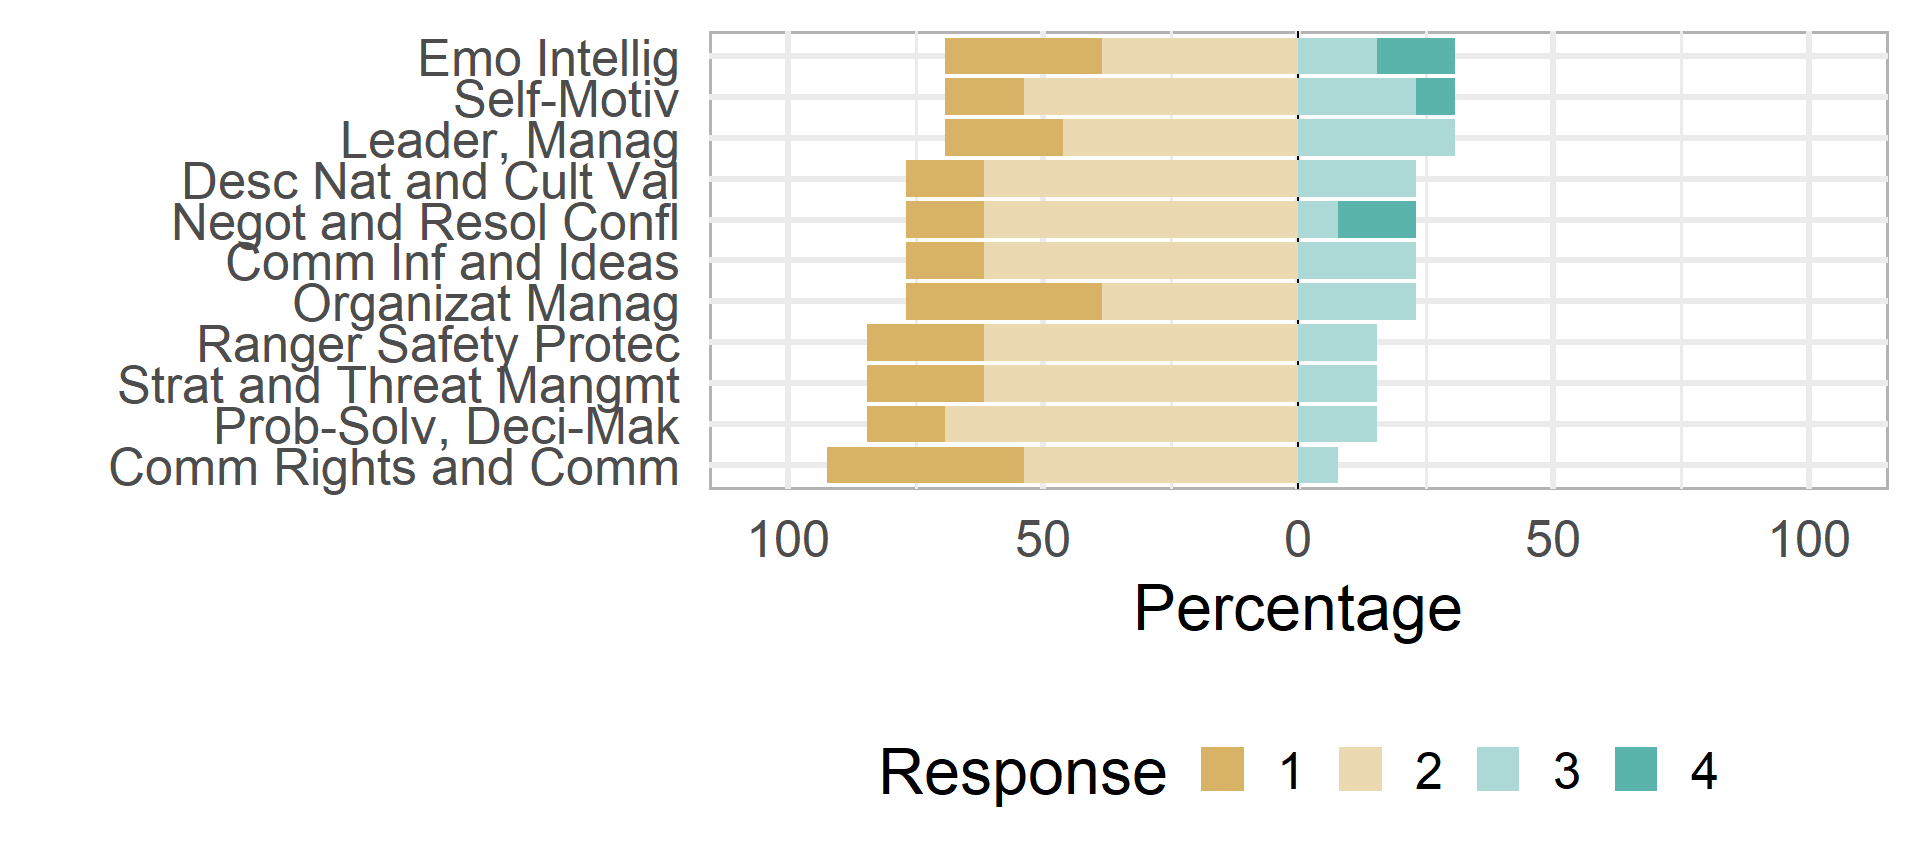 Emo Intellig
Self-Motiv
Leader, Manag
Desc Nat and Cult Val
Negot and Resol Confl
Comm Inf and Ideas
Organizat Manag
Ranger Safety Protec
Strat and Threat Mangmt
Prob-Solv, Deci-Mak
Comm Rights and Comm
100 50 0 50 100
Percentage
Response 1 2 3 4